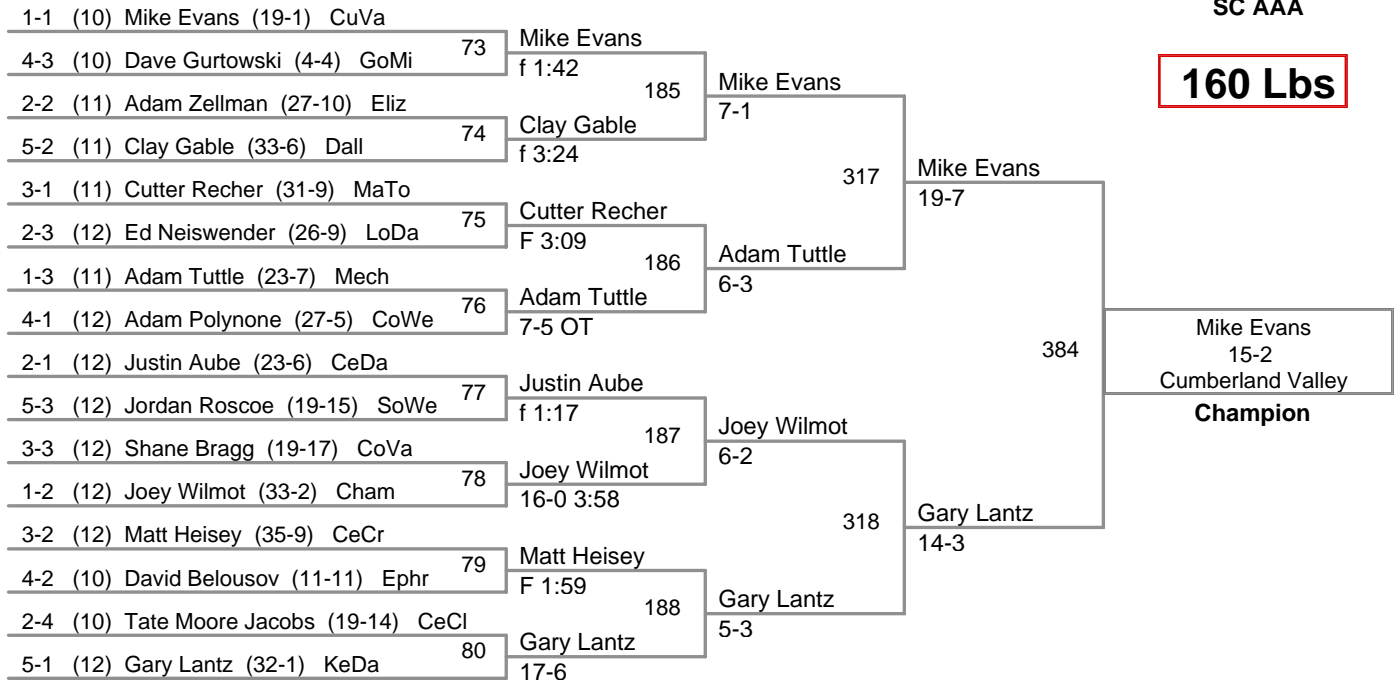 SC AAA
160 Lbs
1-1 (10) Mike Evans (19-1) CuVa
4-3 (10) Dave Gurtowski (4-4) GoMi
2-2 (11) Adam Zellman (27-10) Eliz
5-2 (11) Clay Gable (33-6) Dall
3-1 (11) Cutter Recher (31-9) MaTo
2-3 (12) Ed Neiswender (26-9) LoDa
1-3 (11) Adam Tuttle (23-7) Mech
4-1 (12) Adam Polynone (27-5) CoWe
2-1 (12) Justin Aube (23-6) CeDa
5-3 (12) Jordan Roscoe (19-15) SoWe
3-3 (12) Shane Bragg (19-17) CoVa
1-2 (12) Joey Wilmot (33-2) Cham
3-2 (12) Matt Heisey (35-9) CeCr
4-2 (10) David Belousov (11-11) Ephr
2-4 (10) Tate Moore Jacobs (19-14) CeCl
5-1 (12) Gary Lantz (32-1) KeDa
73
74
75
76
77
78
79
80
Mike Evans
f 1:42
Clay Gable
f 3:24
Cutter Recher
F 3:09
Adam Tuttle
7-5 OT
Justin Aube
f 1:17
Joey Wilmot
16-0 3:58
Matt Heisey
F 1:59
Gary Lantz
17-6
185
186
187
188
Mike Evans
7-1
Adam Tuttle
6-3
Joey Wilmot
6-2
Gary Lantz
5-3
317
318
Mike Evans
19-7
Gary Lantz
14-3
384
Mike Evans
15-2
Cumberland Valley
Champion